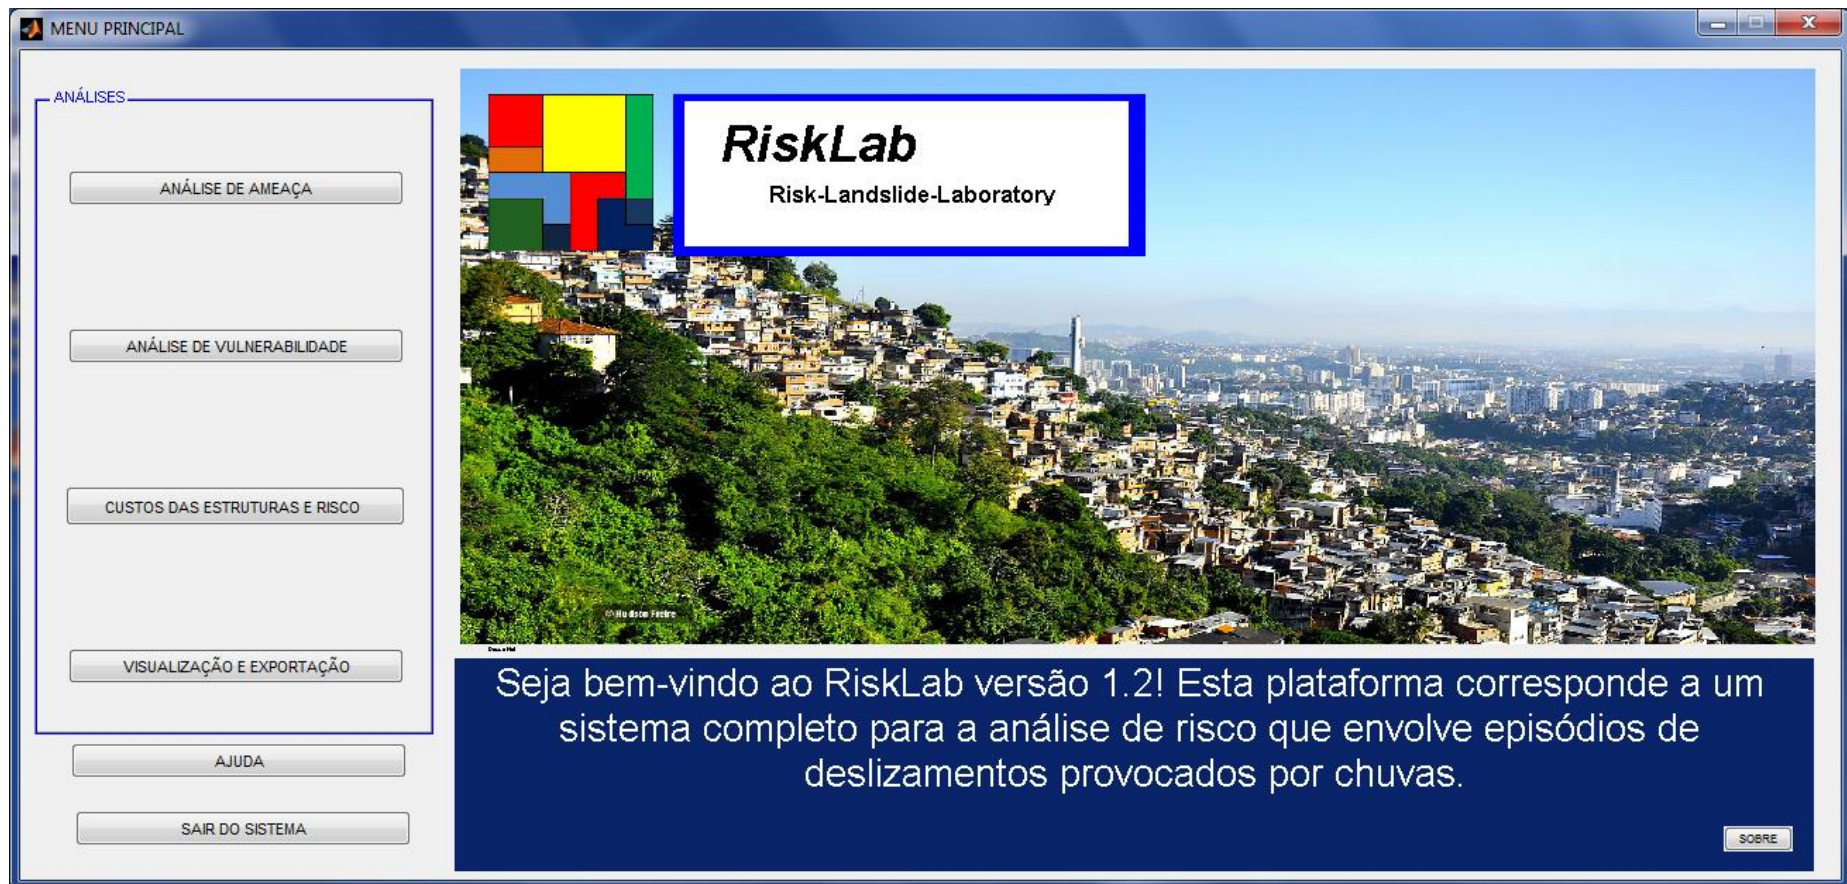 MENU PRINCIPAL
ANÁLISES
ANÁLISE DE AMEAÇA
ANÁLISE DE VULNERABILIDADE
CUSTOS DAS ESTRUTURAS E RISCO
VISUALIZAÇÃO E EXPORTAÇÃO
AJUDA
SAIR DO SISTEMA
RiskLab
Risk-Landslide-Laboratory
© Hudson Freire
Seja bem-vindo ao RiskLab versão 1.2! Esta plataforma corresponde a um
sistema completo para a análise de risco que envolve episódios de
deslizamentos provocados por chuvas.
SOBRE